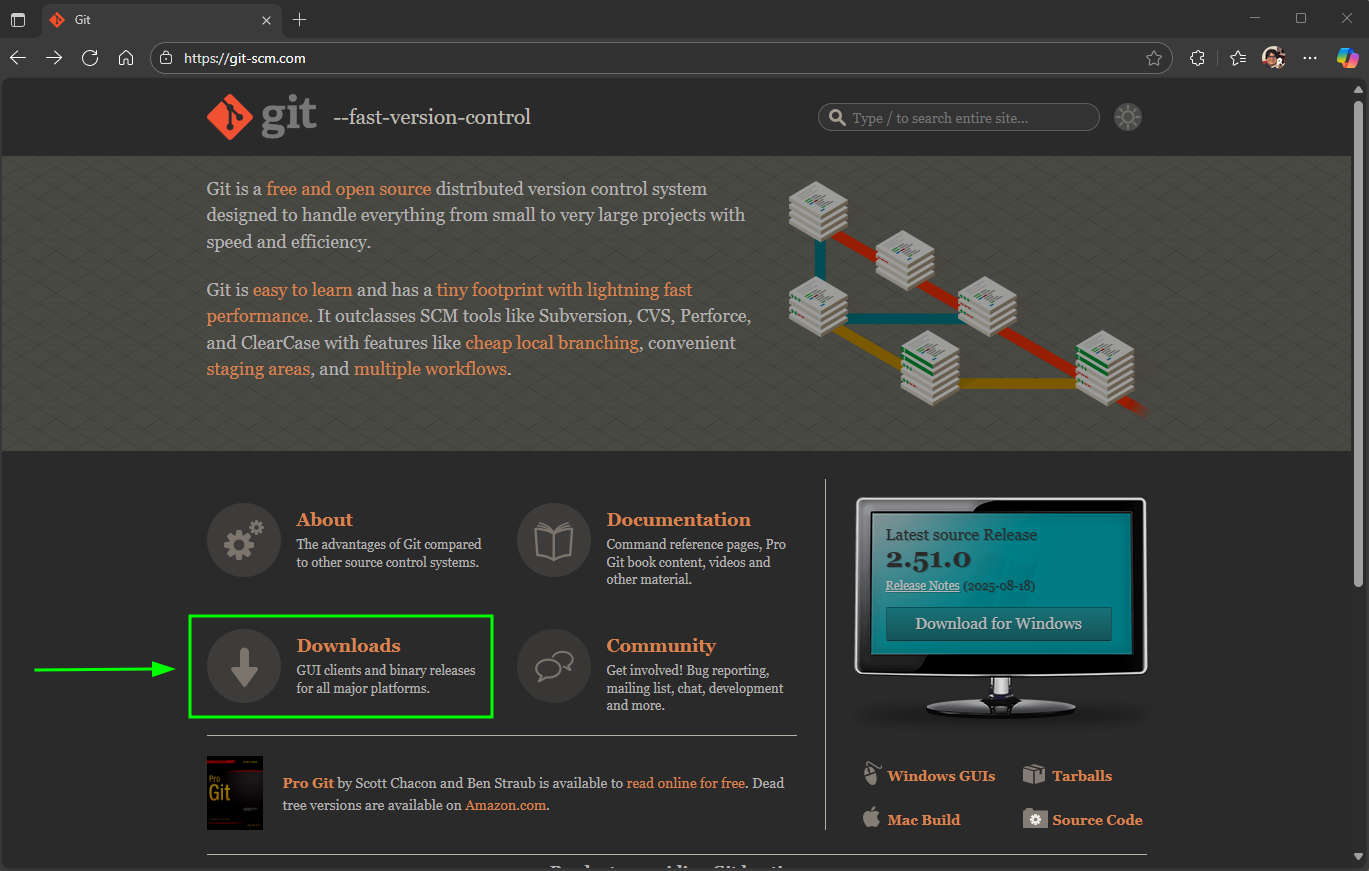 Git
https://git-scm.com
git --fast-version-control
Type / to search entire site...
Git is a free and open source distributed version control system
designed to handle everything from small to very large projects with
speed and efficiency.
Git is easy to learn and has a tiny footprint with lightning fast
performance. It outclasses SCM tools like Subversion, CVS, Perforce,
and ClearCase with features like cheap local branching, convenient
staging areas, and multiple workflows.
About
The advantages of Git compared
to other source control systems.
Documentation
Command reference pages, Pro
Git book content, videos and
other material.
Downloads
GUI clients and binary releases
for all major platforms.
Community
Get involved! Bug reporting,
mailing list, chat, development
and more.
Pro
Git
Pro Git by Scott Chacon and Ben Straub is available to read online for free. Dead
tree versions are available on Amazon.com.
Latest source Release
2.51.0
Release Notes (2025-08-18)
Download for Windows
Windows GUIs
Tarballs
Mac Build
Source Code